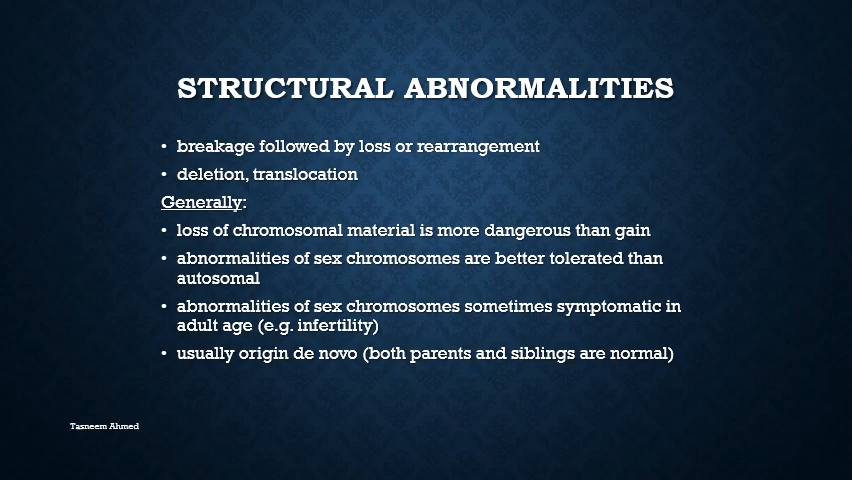 STRUCTURAL ABNORMALITIES
• breakage followed by loss or rearrangement
• deletion, translocation
Generally:
• loss of chromosomal material is more dangerous than gain
• abnormalities of sex chromosomes are better tolerated than
autosomal
• abnormalities of sex chromosomes sometimes symptomatic in
adult age (e.g. infertility)
• usually origin de novo (both parents and siblings are normal)
Tasneem Ahmed